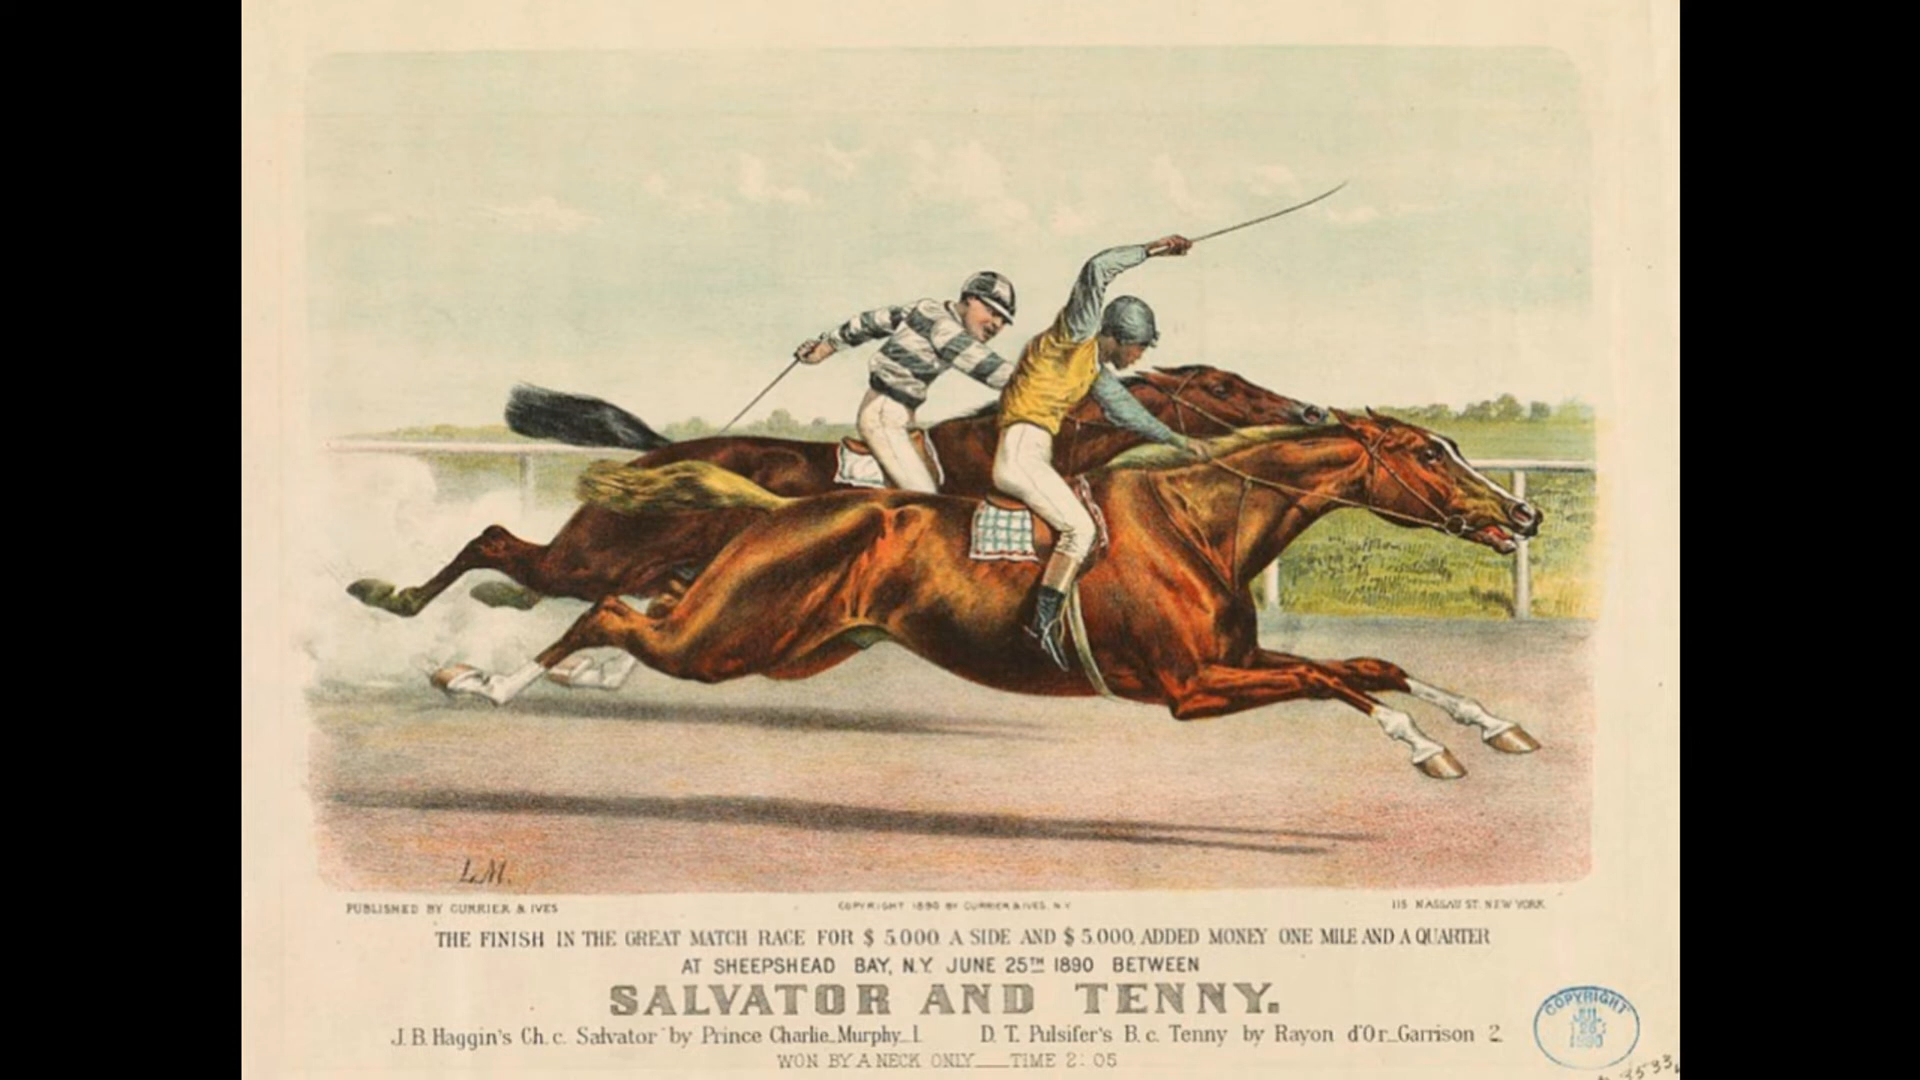 L.M.
PUBLISHED BY CURRIER & IVES
COPYRIGHT 1890 BY CURRIER & IVES. N.Y
115 NASSAU ST. NEW YORK
THE FINISH IN THE GREAT MATCH RACE FOR $ 5.000. A SIDE AND $ 5.000. ADDED MONEY ONE MILE AND A QUARTER
AT SHEEPSHEAD BAY, N.Y. JUNE 25TH 1890 BETWEEN
SALVATOR AND TENNY.
J. B. Haggin's Ch. c. Salvator by Prince Charlie_Murphy_1. D. T. Pulsifer's B. c. Tenny by Rayon d'Or_Garrison 2.
WON BY A NECK ONLY___TIME 2: 05
COPYRIGHT
1890